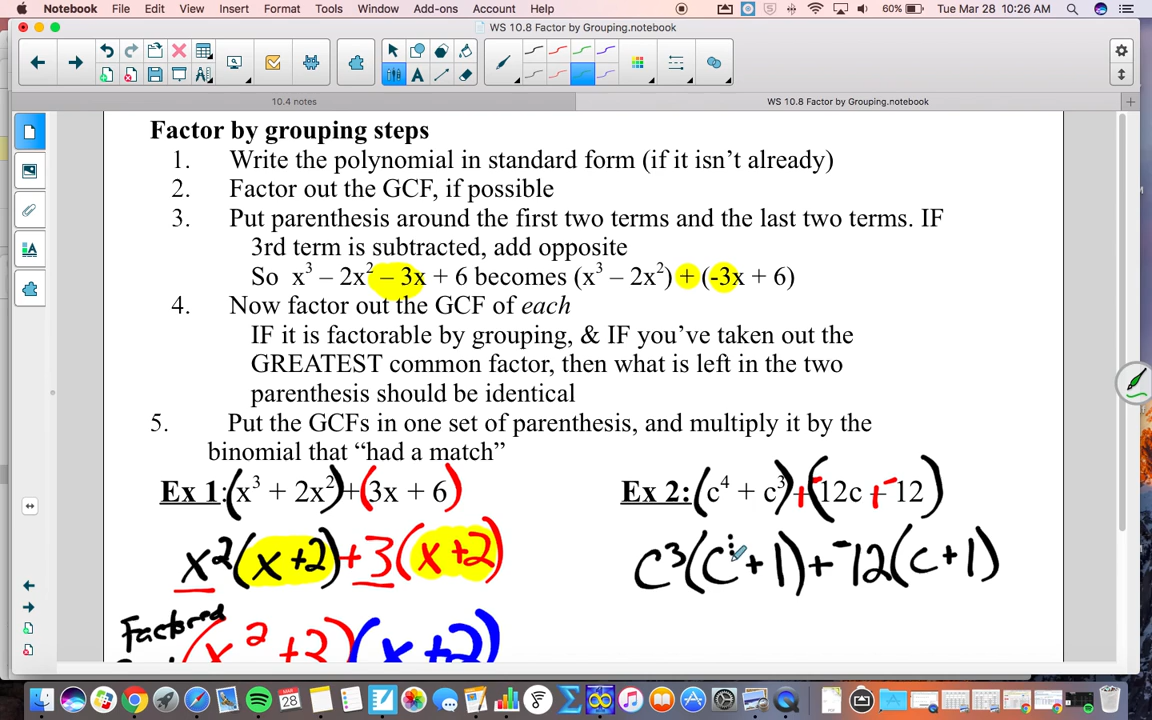 Notebook File Edit View Insert Format Tools Window Add-ons Account Help 60% Tue Mar 28 10:26 AM
WS 10.8 Factor by Grouping.notebook
10.4 notes WS 10.8 Factor by Grouping.notebook
Factor by grouping steps
1. Write the polynomial in standard form (if it isn't already)
2. Factor out the GCF, if possible
3. Put parenthesis around the first two terms and the last two terms. IF
3rd term is subtracted, add opposite
So x³ – 2x² – 3x + 6 becomes (x³ – 2x²) + (-3x + 6)
4. Now factor out the GCF of each
IF it is factorable by grouping, & IF you've taken out the
GREATEST common factor, then what is left in the two
parenthesis should be identical
5. Put the GCFs in one set of parenthesis, and multiply it by the
binomial that "had a match"
Ex 1: (x³ + 2x²) + (3x + 6)
x²(x+2)+3(x+2)
Factored
(x²+3)(x+2)
Ex 2: (c⁴ + c³) + (-12c + -12)
c³(c+1)+-12(c+1)